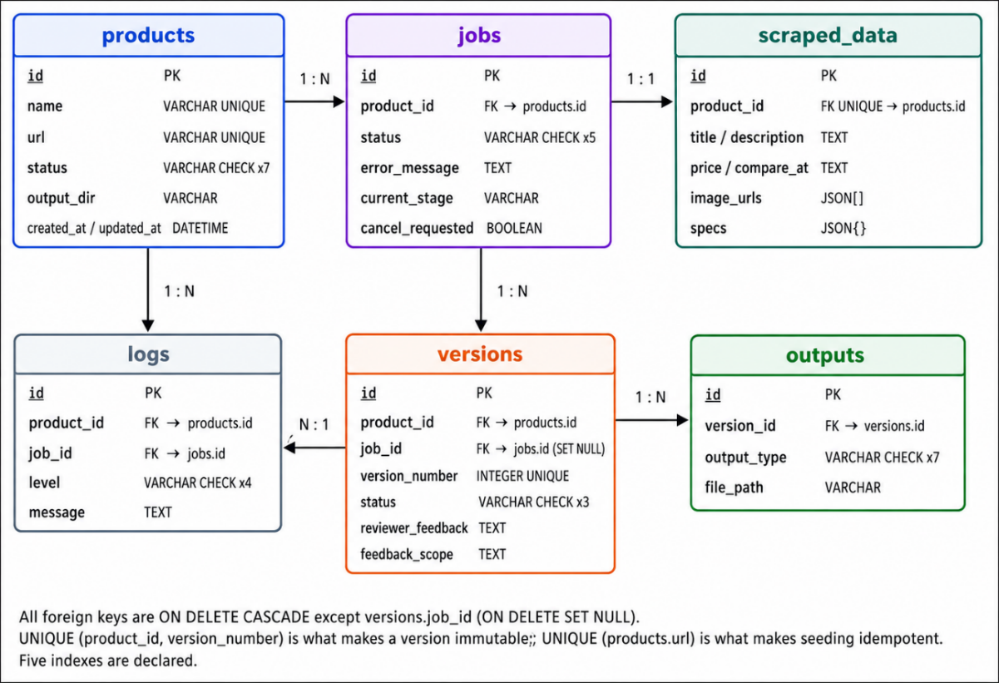 products
id PK
name VARCHAR UNIQUE
url VARCHAR UNIQUE
status VARCHAR CHECK x7
output_dir VARCHAR
created_at / updated_at DATETIME
1 : N
jobs
id PK
product_id FK → products.id
status VARCHAR CHECK x5
error_message TEXT
current_stage VARCHAR
cancel_requested BOOLEAN
1 : 1
scraped_data
id PK
product_id FK UNIQUE → products.id
title / description TEXT
price / compare_at TEXT
image_urls JSON[]
specs JSON{}
1 : N
1 : N
logs
id PK
product_id FK → products.id
job_id FK → jobs.id
level VARCHAR CHECK x4
message TEXT
N : 1
versions
id PK
product_id FK → products.id
job_id FK → jobs.id (SET NULL)
version_number INTEGER UNIQUE
status VARCHAR CHECK x3
reviewer_feedback TEXT
feedback_scope TEXT
1 : N
outputs
id PK
version_id FK → versions.id
output_type VARCHAR CHECK x7
file_path VARCHAR
All foreign keys are ON DELETE CASCADE except versions.job_id (ON DELETE SET NULL).
UNIQUE (product_id, version_number) is what makes a version immutable;; UNIQUE (products.url) is what makes seeding idempotent.
Five indexes are declared.